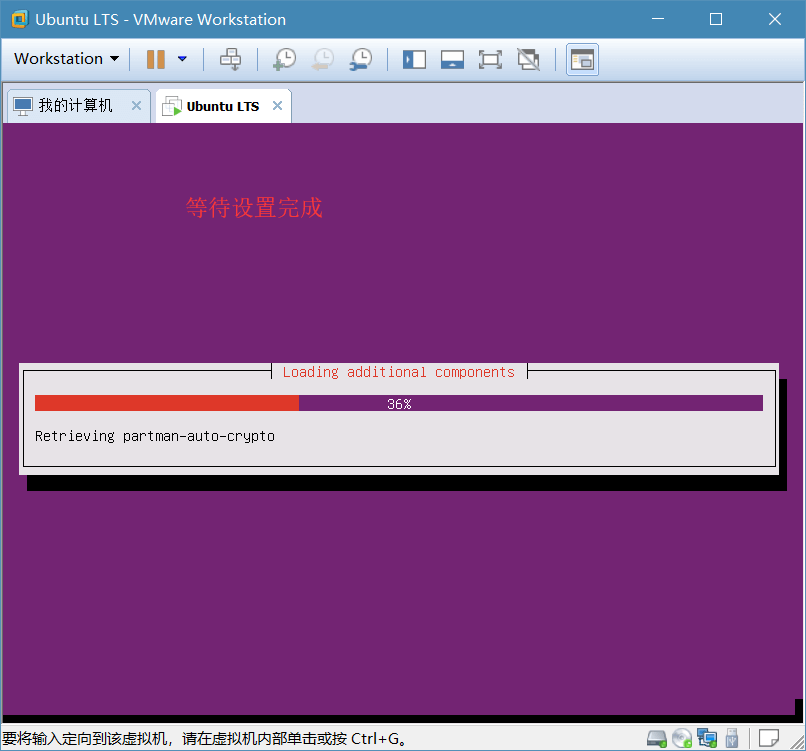 Ubuntu LTS - VMware Workstation
Workstation
我的计算机
Ubuntu LTS
等待设置完成
Loading additional components
36%
Retrieving partman-auto-crypto
要将输入定向到该虚拟机，请在虚拟机内部单击或按 Ctrl+G。